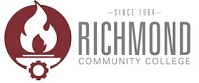 — SINCE 1964 —
RICHMOND
COMMUNITY COLLEGE